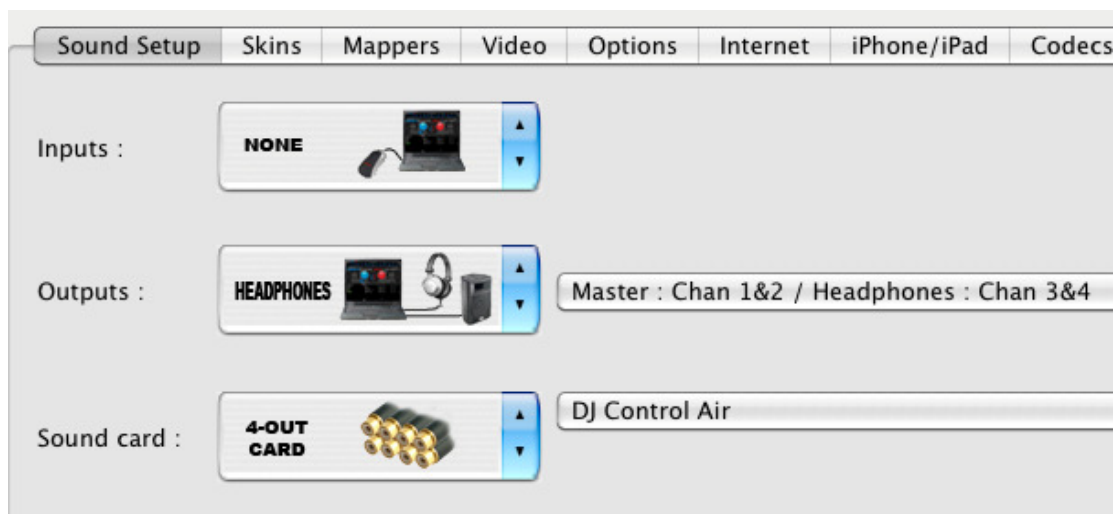 Sound Setup Skins Mappers Video Options Internet iPhone/iPad Codecs
Inputs :
NONE
Outputs :
HEADPHONES
Master : Chan 1&2 / Headphones : Chan 3&4
Sound card :
4-OUT
CARD
DJ Control Air